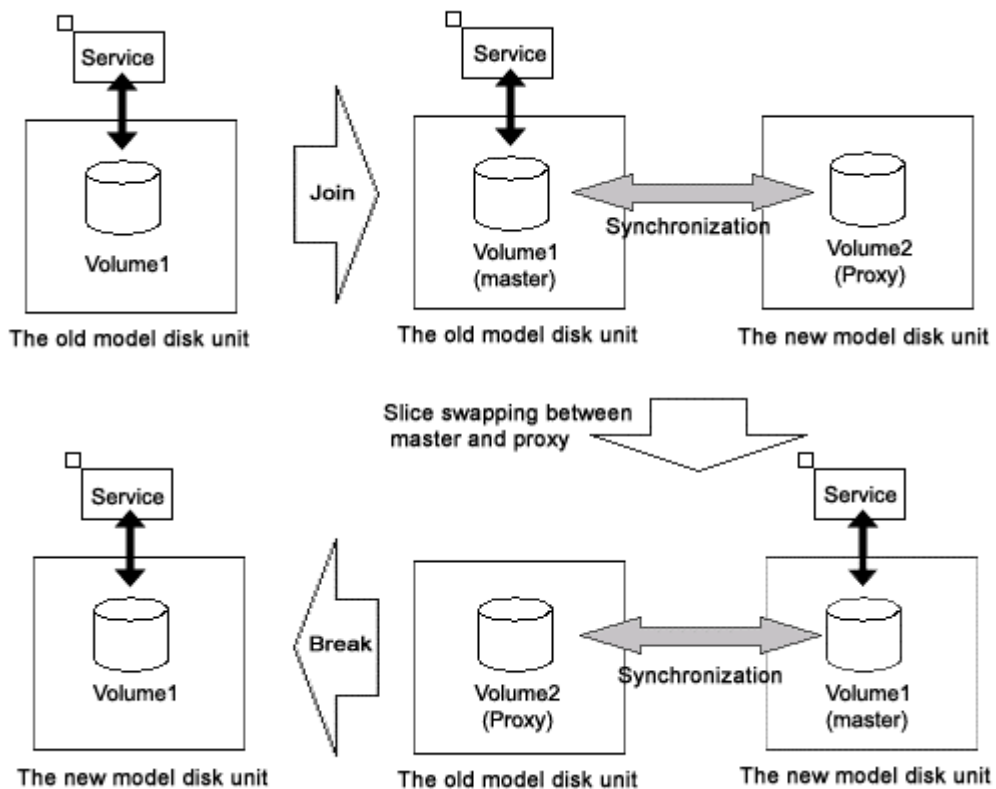 Service
Volume1
The old model disk unit
Join
Service
Volume1
(master)
The old model disk unit
Synchronization
Volume2
(Proxy)
The new model disk unit
Slice swapping between
master and proxy
Service
Volume1
(master)
The new model disk unit
Synchronization
Volume2
(Proxy)
The old model disk unit
Break
Service
Volume1
The new model disk unit